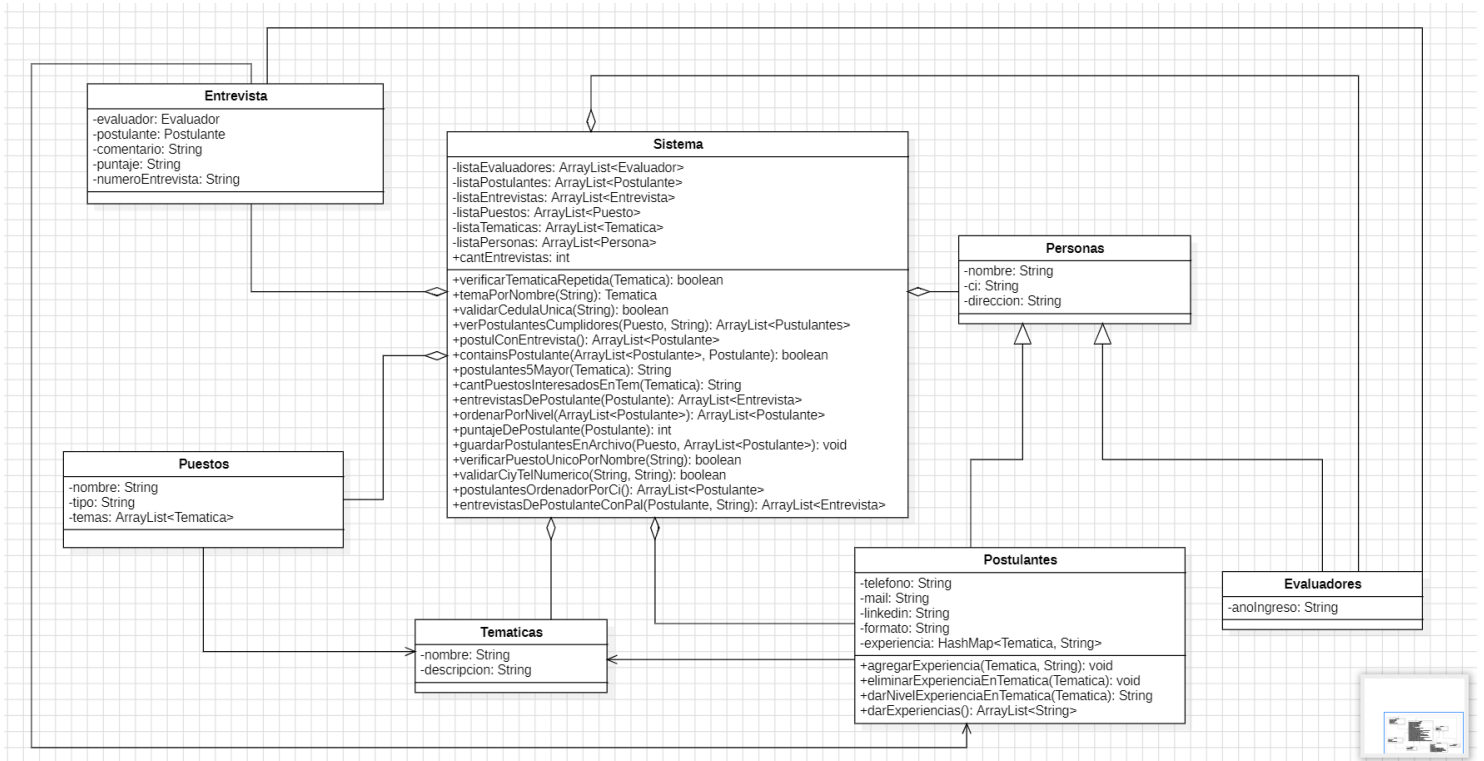 Entrevista
-evaluador: Evaluador
-postulante: Postulante
-comentario: String
-puntaje: String
-numeroEntrevista: String
Sistema
-listaEvaluadores: ArrayList<Evaluador>
-listaPostulantes: ArrayList<Postulante>
-listaEntrevistas: ArrayList<Entrevista>
-listaPuestos: ArrayList<Puesto>
-listaTematicas: ArrayList<Tematica>
-listaPersonas: ArrayList<Persona>
+cantEntrevistas: int
+verificarTematicaRepetida(Tematica): boolean
+temaPorNombre(String): Tematica
+validarCedulaUnica(String): boolean
+verPostulantesCumplidores(Puesto, String): ArrayList<Pustulantes>
+postulConEntrevista(): ArrayList<Postulante>
+containsPostulante(ArrayList<Postulante>, Postulante): boolean
+postulantes5Mayor(Tematica): String
+cantPuestosInteresadosEnTem(Tematica): String
+entrevistasDePostulante(Postulante): ArrayList<Entrevista>
+ordenarPorNivel(ArrayList<Postulante>): ArrayList<Postulante>
+puntajeDePostulante(Postulante): int
+guardarPostulantesEnArchivo(Puesto, ArrayList<Postulante>): void
+verificarPuestoUnicoPorNombre(String): boolean
+validarCiyTelNumerico(String, String): boolean
+postulantesOrdenadorPorCi(): ArrayList<Postulante>
+entrevistasDePostulanteConPal(Postulante, String): ArrayList<Entrevista>
Personas
-nombre: String
-ci: String
-direccion: String
Puestos
-nombre: String
-tipo: String
-temas: ArrayList<Tematica>
Tematicas
-nombre: String
-descripcion: String
Postulantes
-telefono: String
-mail: String
-linkedin: String
-formato: String
-experiencia: HashMap<Tematica, String>
+agregarExperiencia(Tematica, String): void
+eliminarExperienciaEnTematica(Tematica): void
+darNivelExperienciaEnTematica(Tematica): String
+darExperiencias(): ArrayList<String>
Evaluadores
-anoIngreso: String